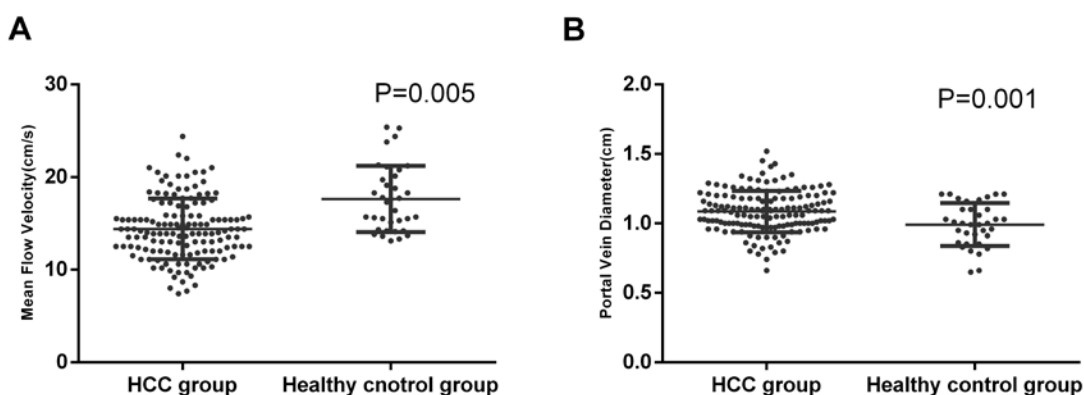 A
Mean Flow Velocity(cm/s)
30
20
10
0
P=0.005
HCC group
Healthy cnotrol group
B
Portal Vein Diameter(cm)
2.0
1.5
1.0
0.5
0.0
P=0.001
HCC group
Healthy control group